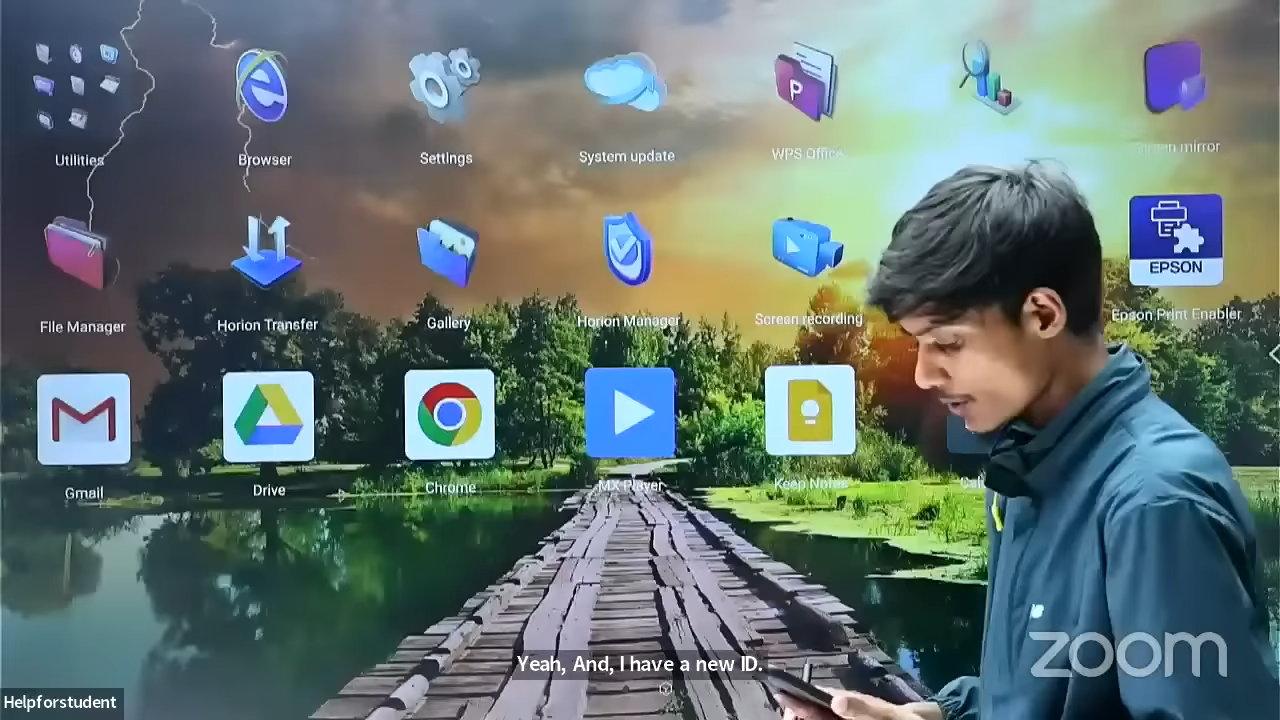 Utilities
Browser
Settings
System update
WPS Office
Screen mirror
P
File Manager
Horion Transfer
Gallery
Horion Manager
Screen recording
EPSON
Epson Print Enabler
Gmail
Drive
Chrome
MX Player
Keep Notes
zoom
Yeah, And, I have a new ID.
Helpforstudent